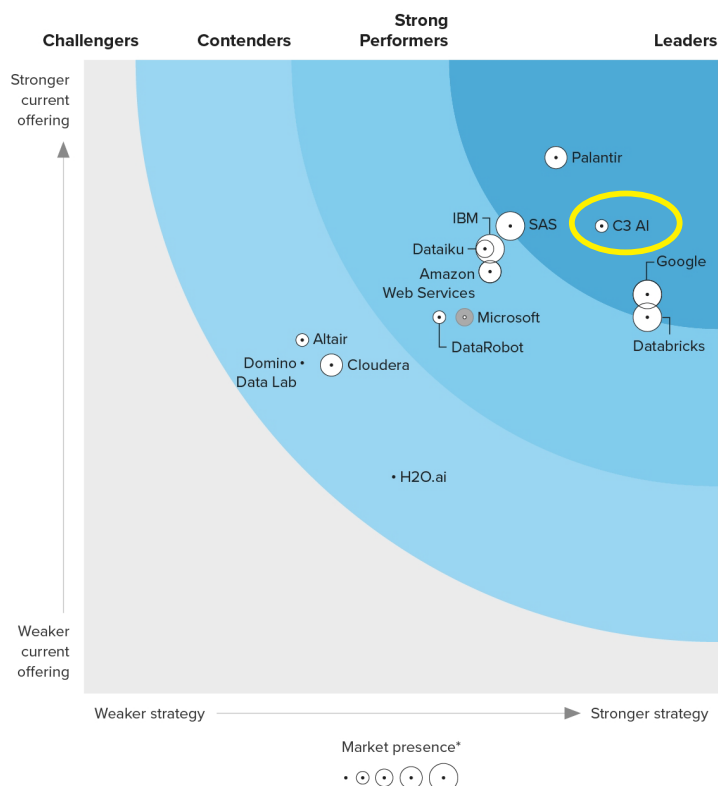 Challengers
Contenders
Strong
Performers
Leaders
Stronger
current
offering
Palantir
IBM
SAS
C3 AI
Dataiku
Google
Amazon
Web Services
Microsoft
Altair
DataRobot
Databricks
Domino
Data Lab
Cloudera
H2O.ai
Weaker
current
offering
Weaker strategy
Stronger strategy
Market presence*